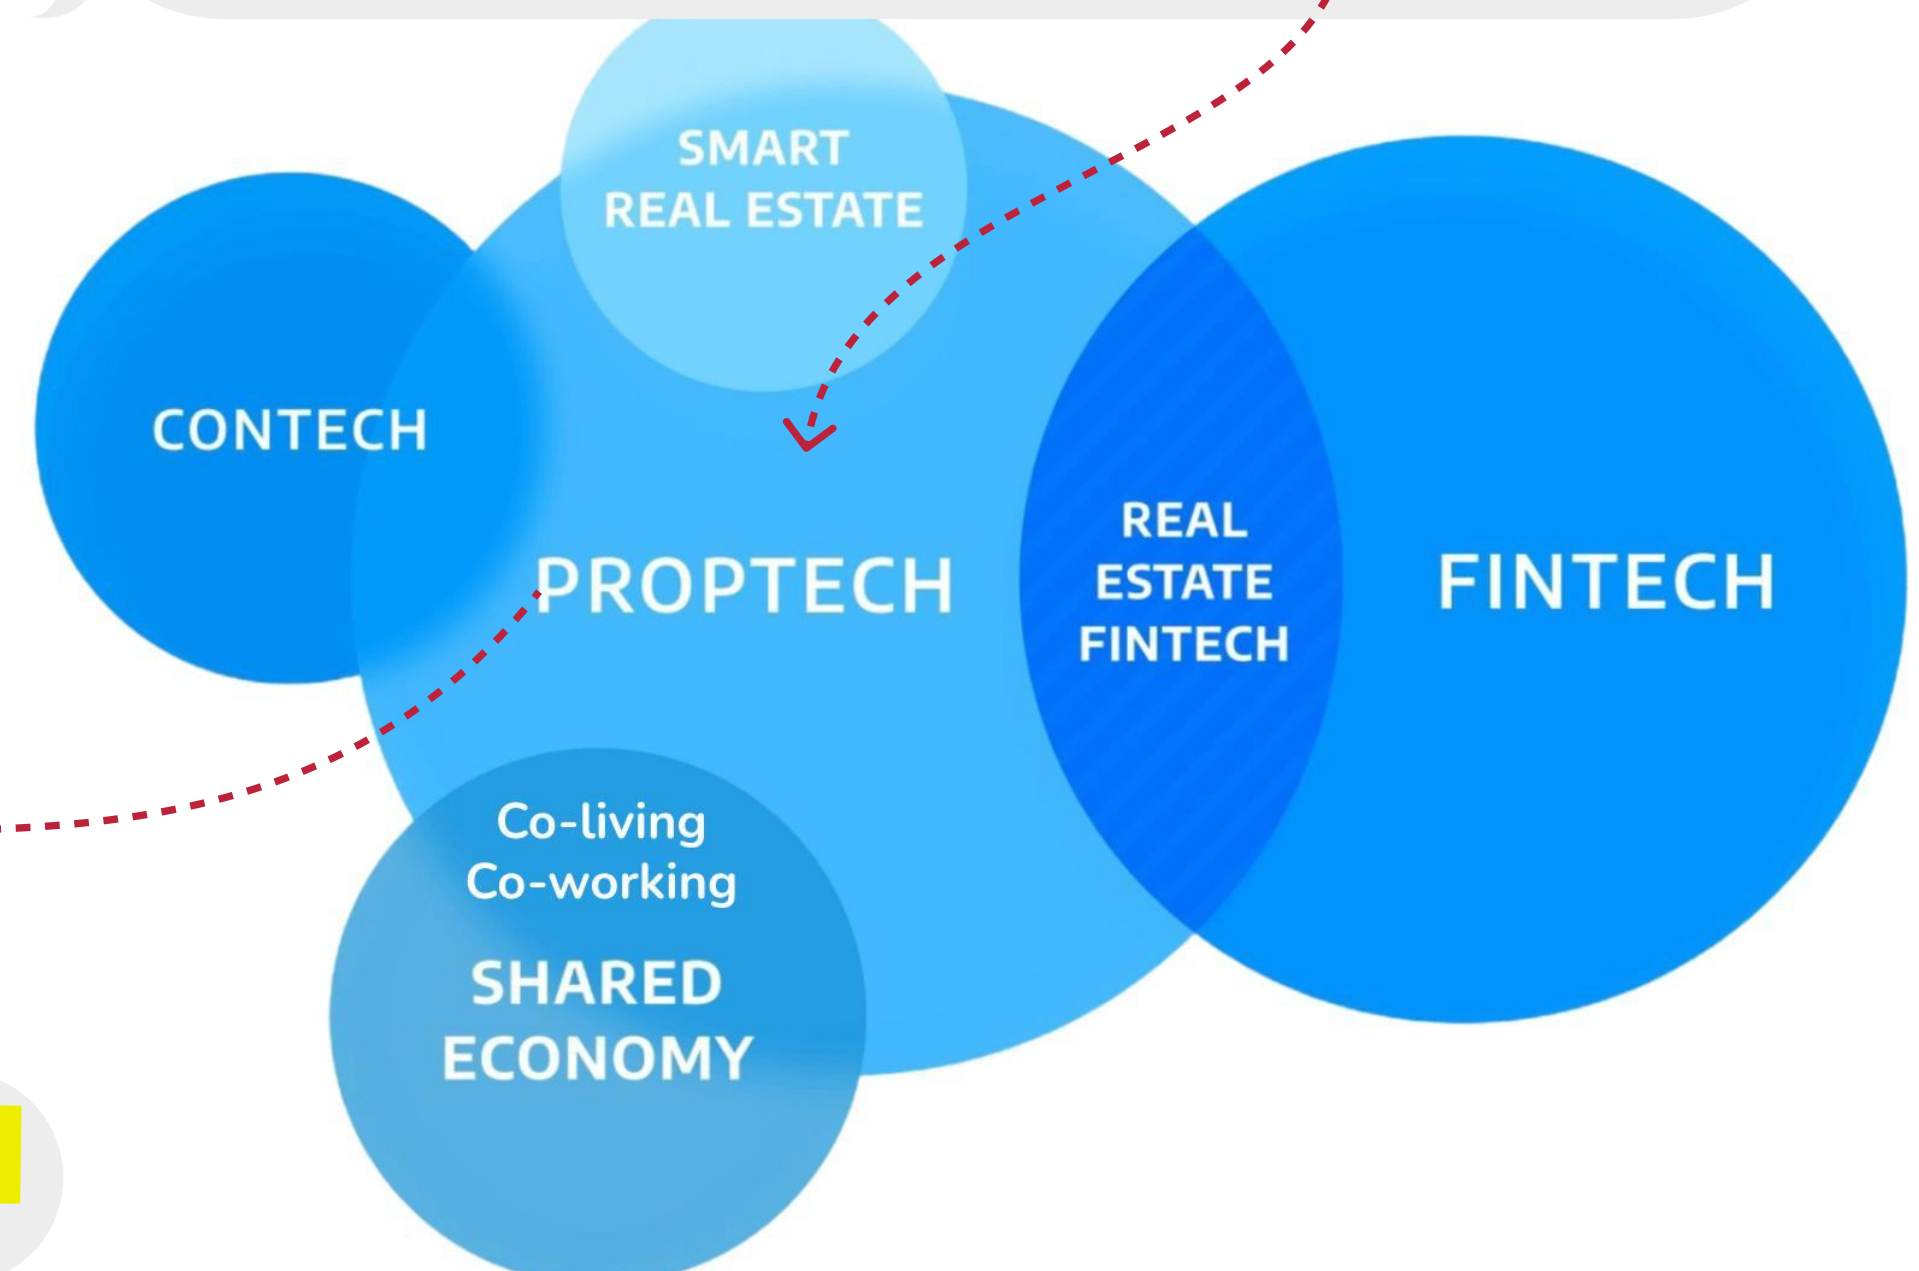 SMART
REAL ESTATE
CONTECH
PROPTECH
REAL
ESTATE
FINTECH
FINTECH
Co-living
Co-working
SHARED
ECONOMY